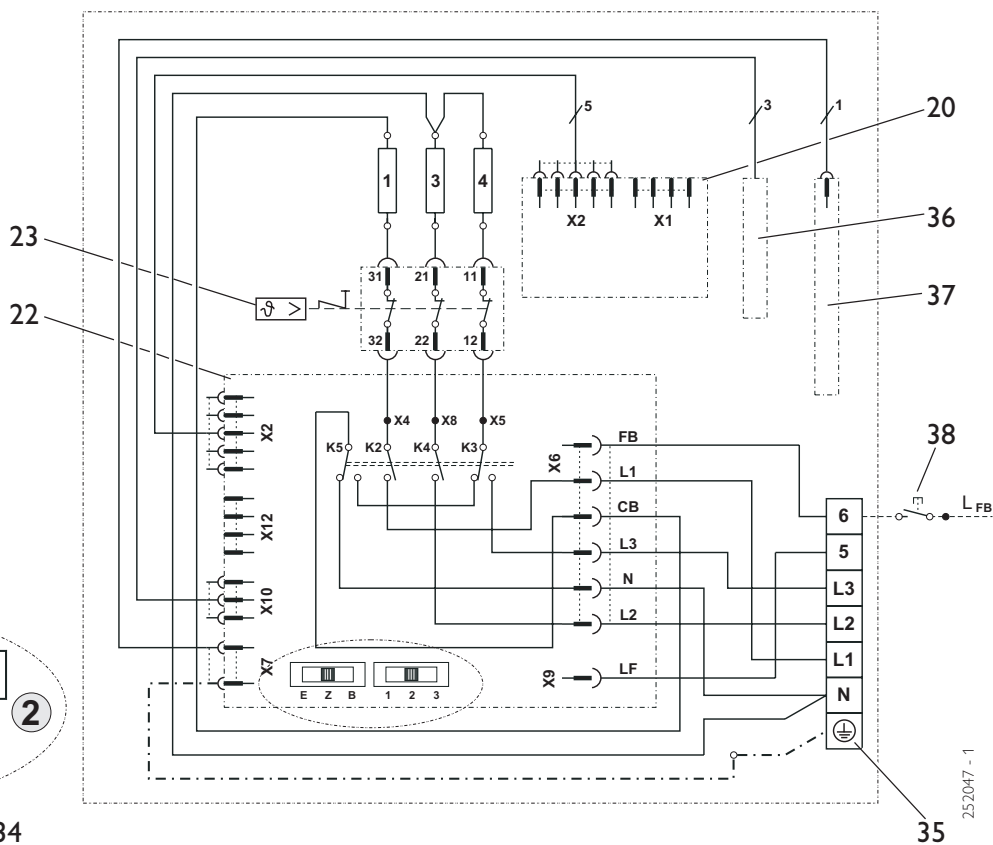 5
3
1
20
1
3
4
X2
X1
36
23
31
21
11
37
ϑ >
22
32
22
12
X4
X8
X5
38
X2
K5
K2
K4
K3
X6
FB
L1
6
L FB
X12
CB
5
L3
L3
X10
N
L2
L2
X7
L1
E Z B
1 2 3
X9
LF
N
2
252047 - 1
34
35